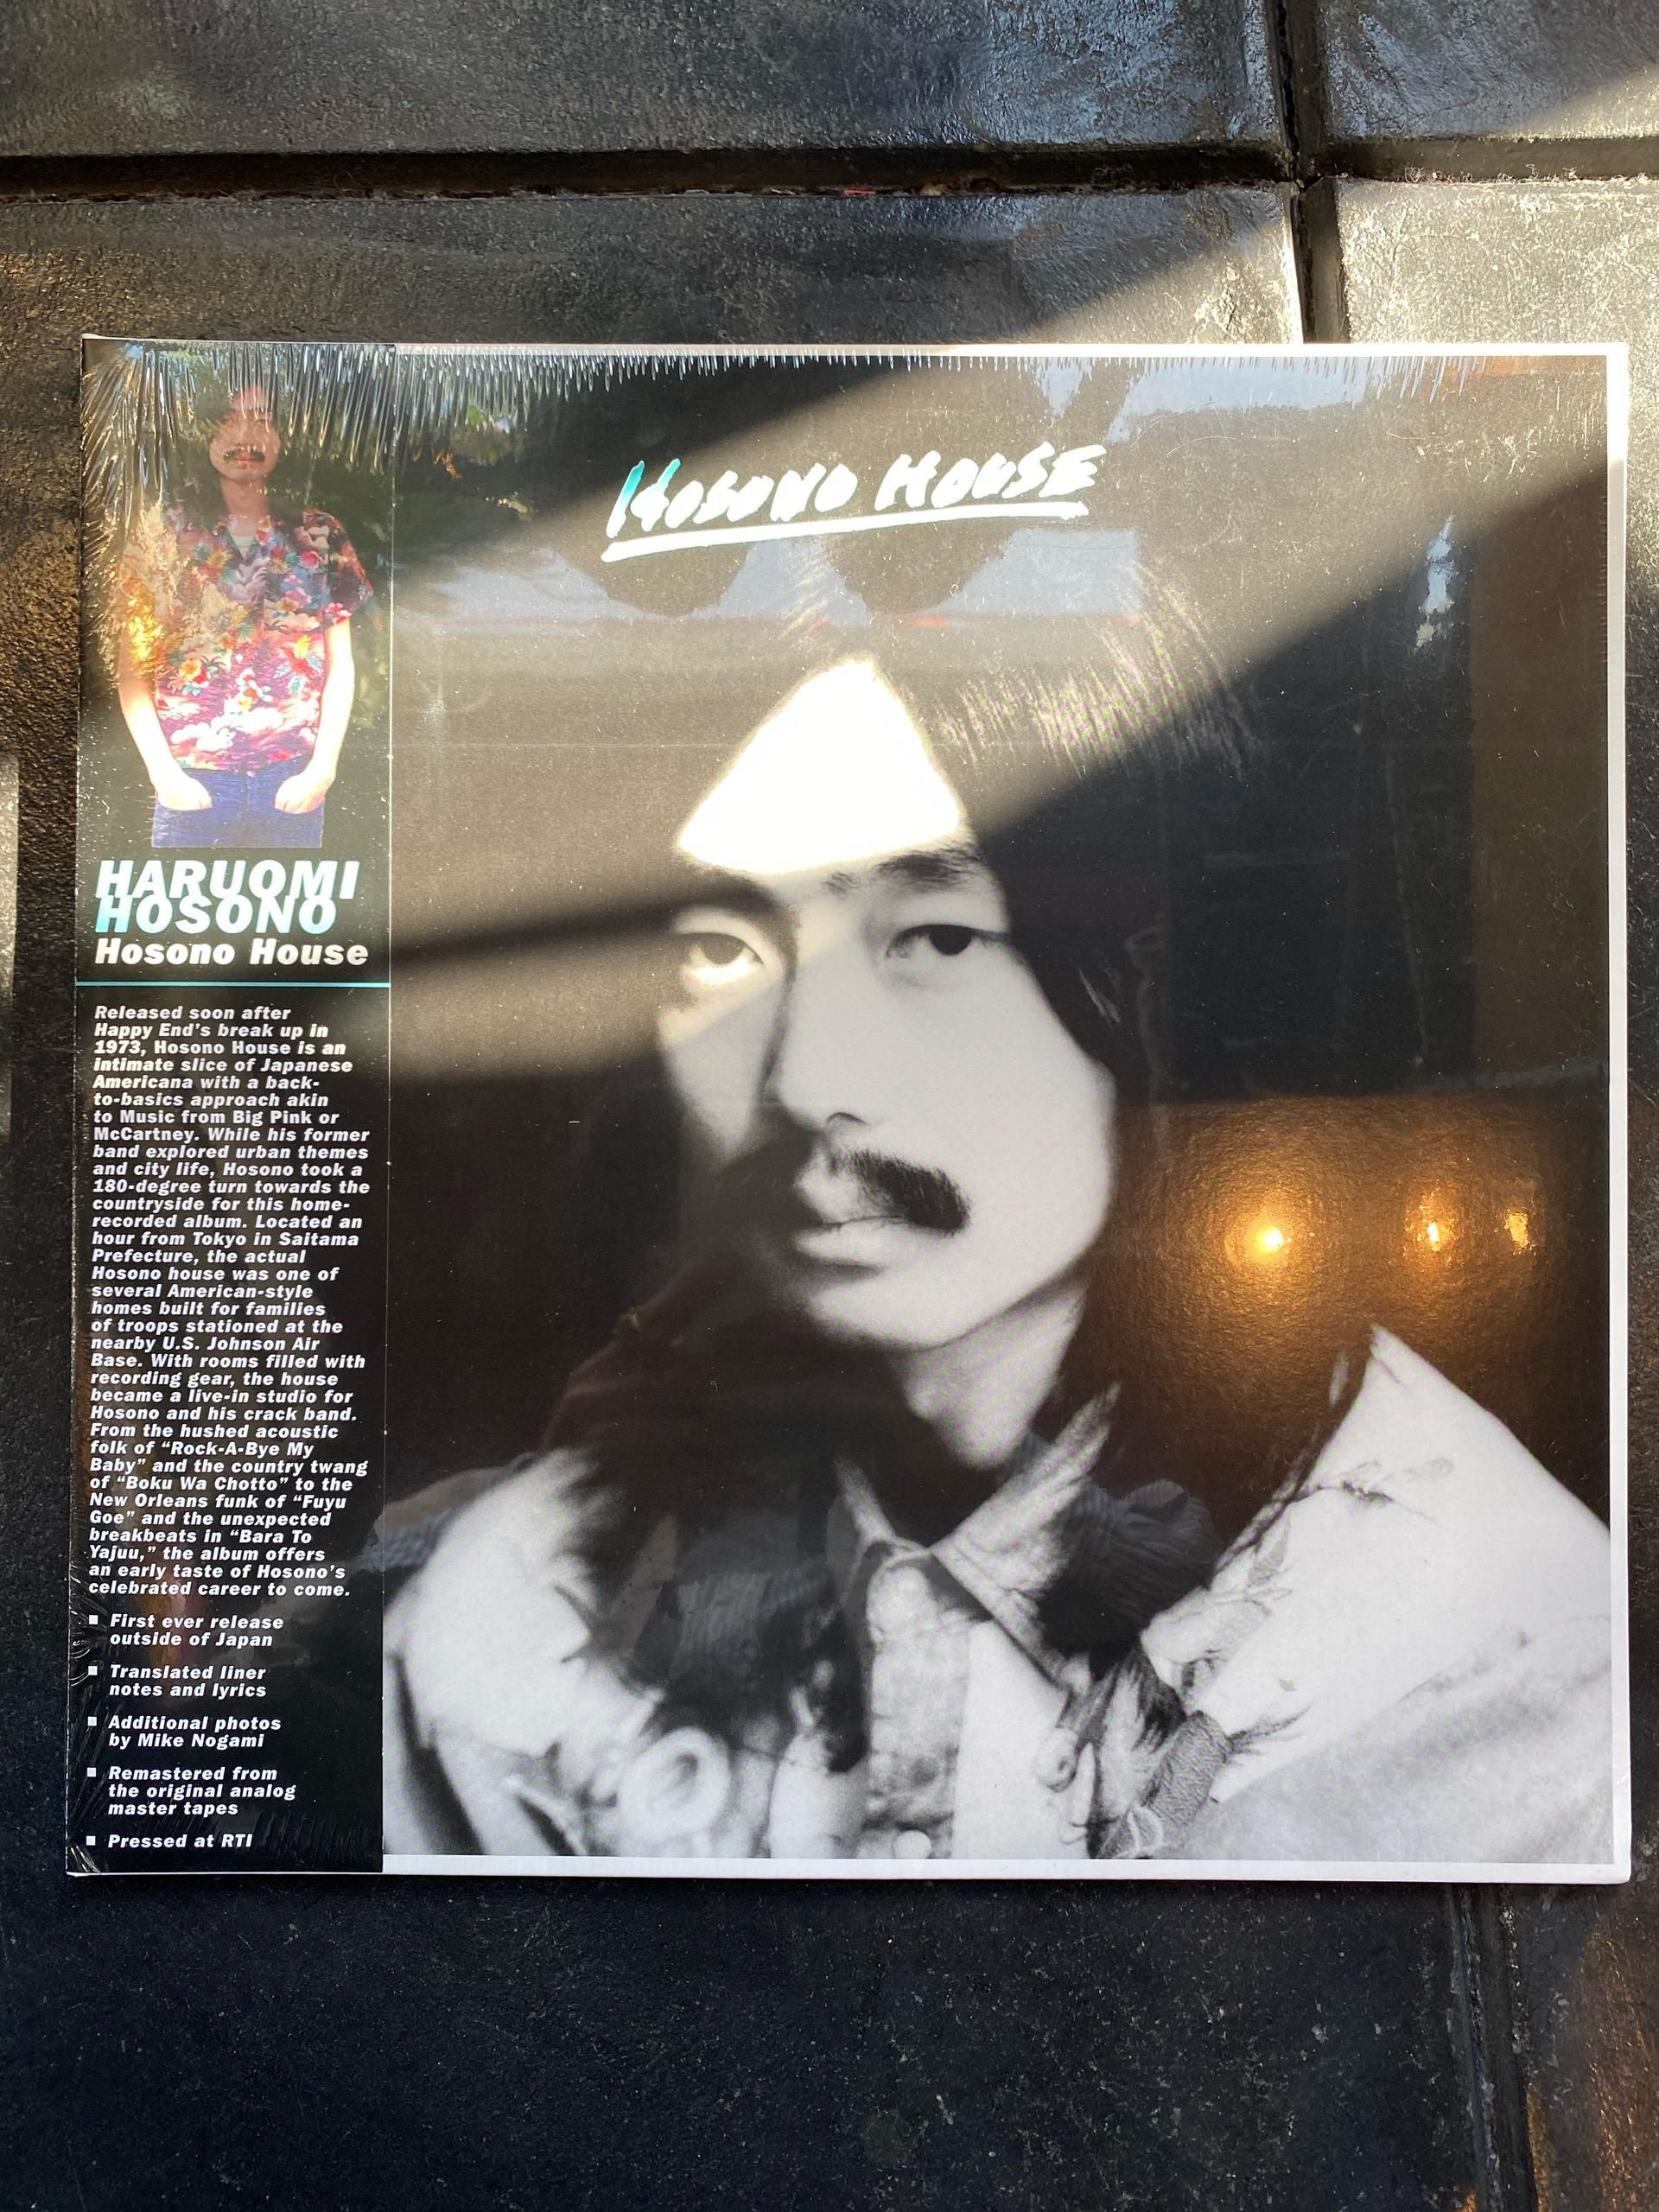 HOSONO HOUSE
HARUOMI
HOSONO
Hosono House
Released soon after
Happy End's break up in
1973, Hosono House is an
intimate slice of Japanese
Americana with a back-
to-basics approach akin
to Music from Big Pink or
McCartney. While his former
band explored urban themes
and city life, Hosono took a
180-degree turn towards the
countryside for this home-
recorded album. Located an
hour from Tokyo in Saitama
Prefecture, the actual
Hosono house was one of
several American-style
homes built for families
of troops stationed at the
nearby U.S. Johnson Air
Base. With rooms filled with
recording gear, the house
became a live-in studio for
Hosono and his crack band.
From the hushed acoustic
folk of “Rock-A-Bye My
Baby” and the country twang
of “Boku Wa Chotto” to the
New Orleans funk of “Fuyu
Goe” and the unexpected
breakbeats in “Bara To
Yajuu,” the album offers
an early taste of Hosono’s
celebrated career to come.
▪ First ever release
outside of Japan
▪ Translated liner
notes and lyrics
▪ Additional photos
by Mike Nogami
▪ Remastered from
the original analog
master tapes
▪ Pressed at RTI